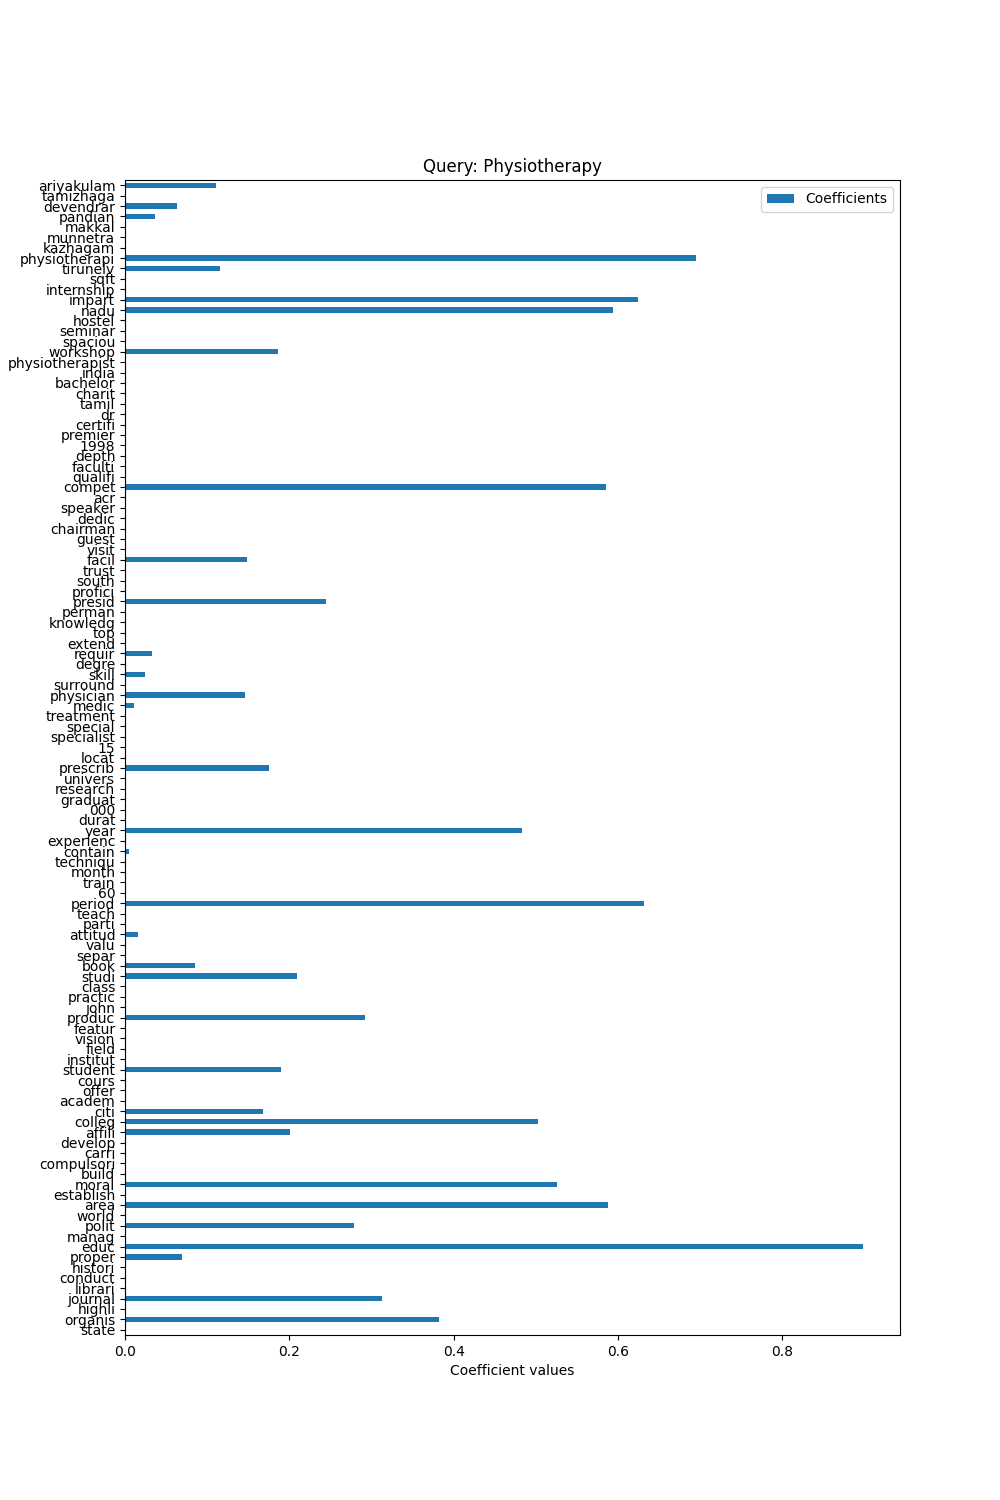 Query: Physiotherapy
Coefficients
ariyakulam
tamizhaga
devendrar
pandian
makkal
munnetra
kazhagam
physiotherapi
tirunelv
sqft
internship
impart
nadu
hostel
seminar
spaciou
workshop
physiotherapist
india
bachelor
charit
tamil
dr
certifi
premier
1998
depth
faculti
qualifi
compet
acr
speaker
dedic
chairman
guest
visit
facil
trust
south
profici
presid
perman
knowledg
top
extend
requir
degre
skill
surround
physician
medic
treatment
special
specialist
15
locat
prescrib
univers
research
graduat
000
durat
year
experienc
contain
techniqu
month
train
60
period
teach
parti
attitud
valu
separ
book
studi
class
practic
john
produc
featur
vision
field
institut
student
cours
offer
academ
citi
colleg
affili
develop
carri
compulsori
build
moral
establish
area
world
polit
manag
educ
proper
histori
conduct
librari
journal
highli
organis
state
0.0 0.2 0.4 0.6 0.8
Coefficient values